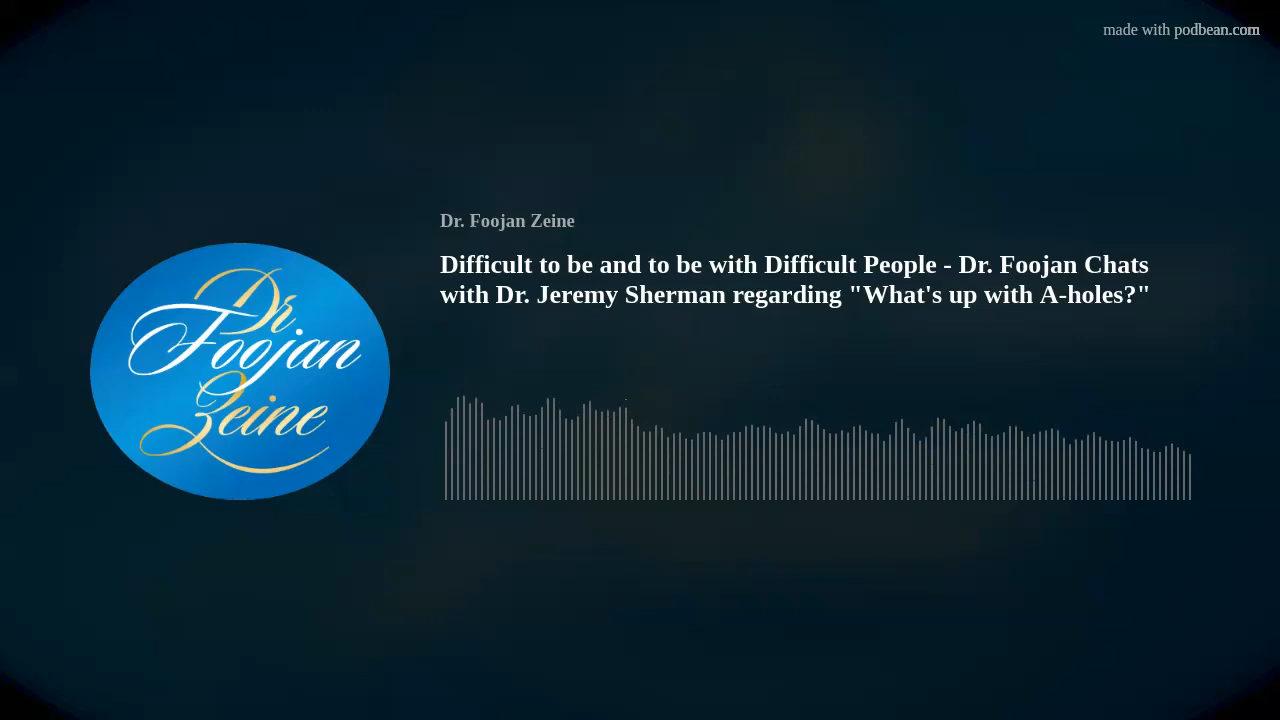 made with podbean.com
Dr. Foojan Zeine
Difficult to be and to be with Difficult People - Dr. Foojan Chats
with Dr. Jeremy Sherman regarding "What's up with A-holes?"
Dr
Foojan
Zeine